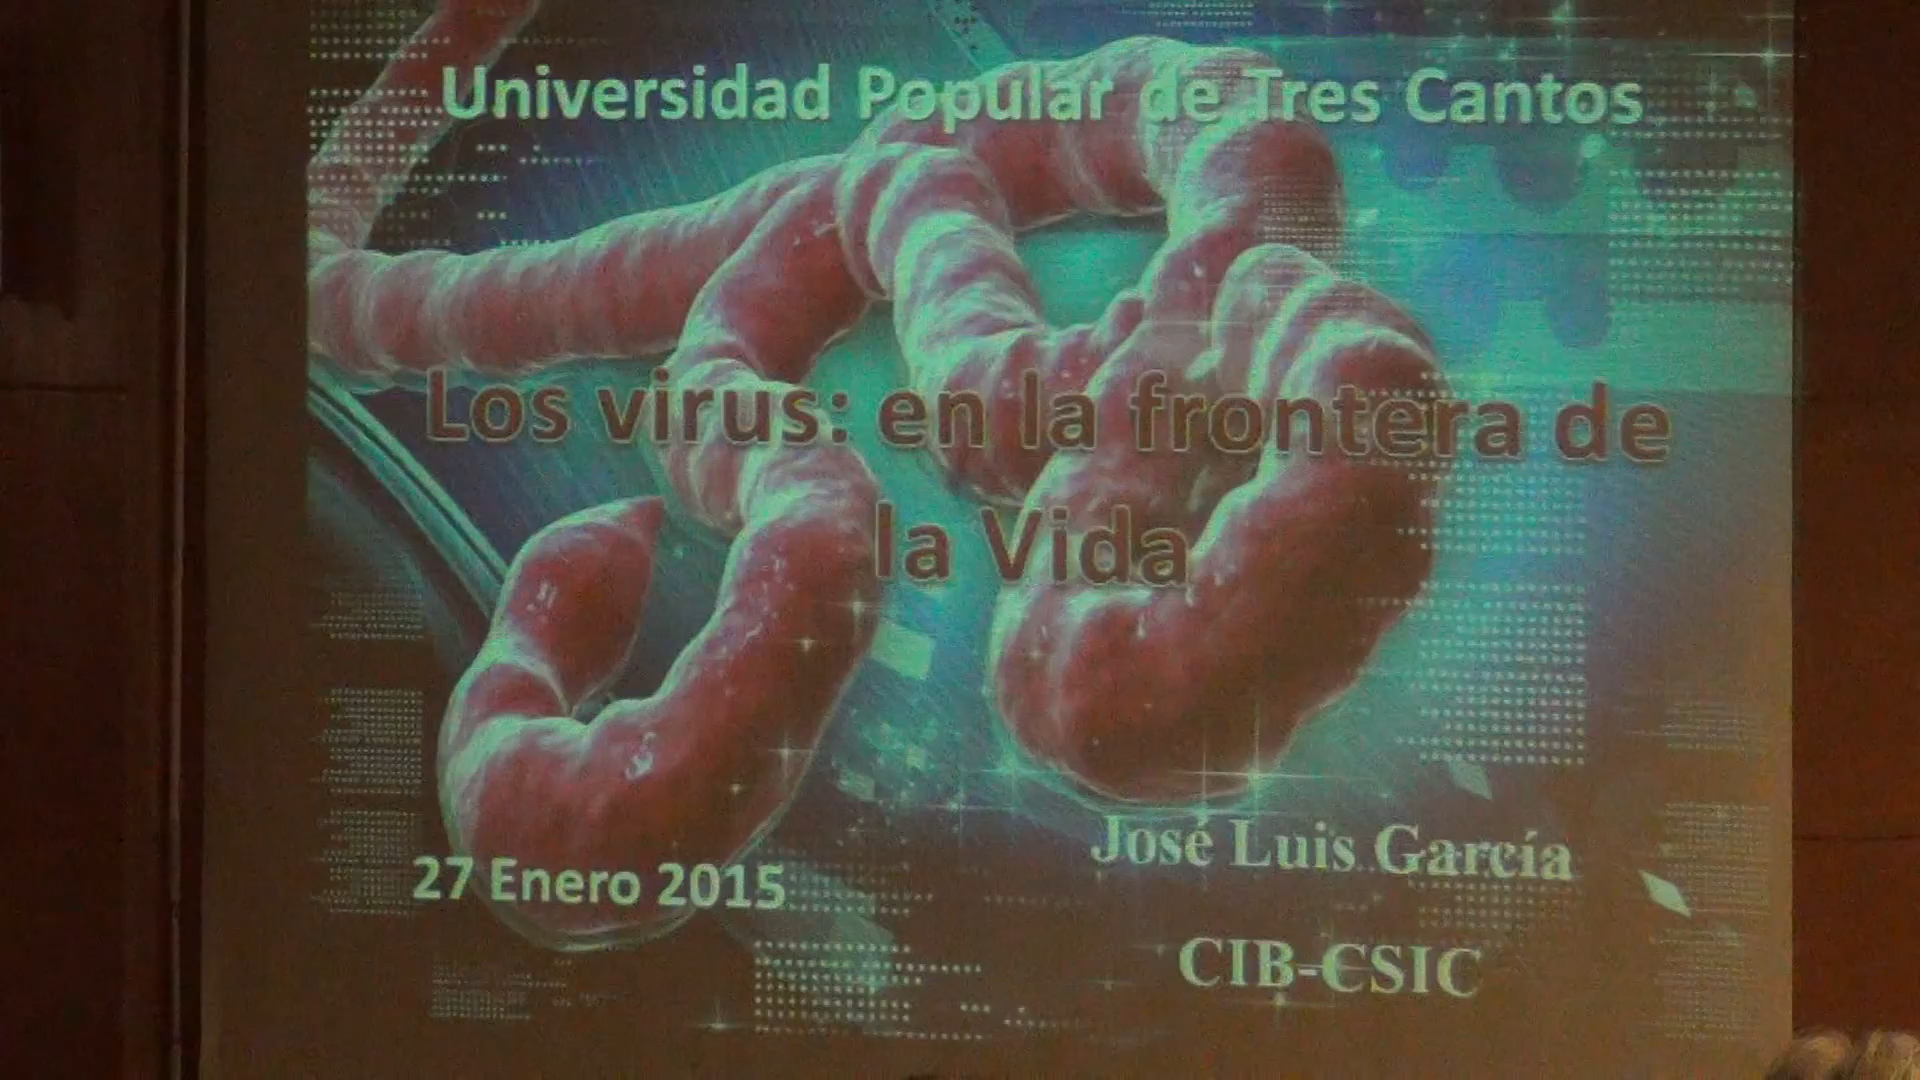 Universidad Popular de Tres Cantos
Los virus: en la frontera de
la Vida
José Luis García
27 Enero 2015
CIB-CSIC